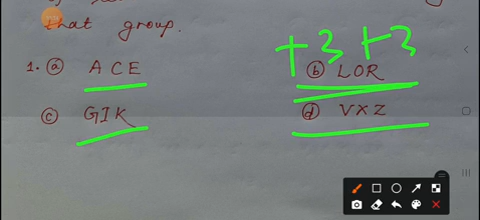 that group.
+3 +3
1. (a) ACE (b) LOR
(c) GIK (d) VXZ